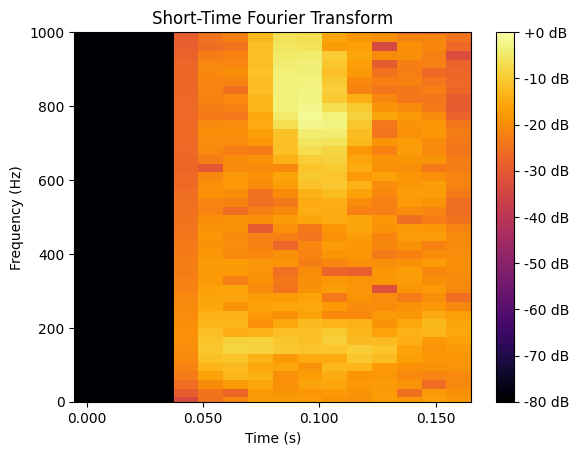 Short-Time Fourier Transform
1000
800
600
400
200
0
Frequency (Hz)
0.000
0.050
0.100
0.150
Time (s)
+0 dB
-10 dB
-20 dB
-30 dB
-40 dB
-50 dB
-60 dB
-70 dB
-80 dB